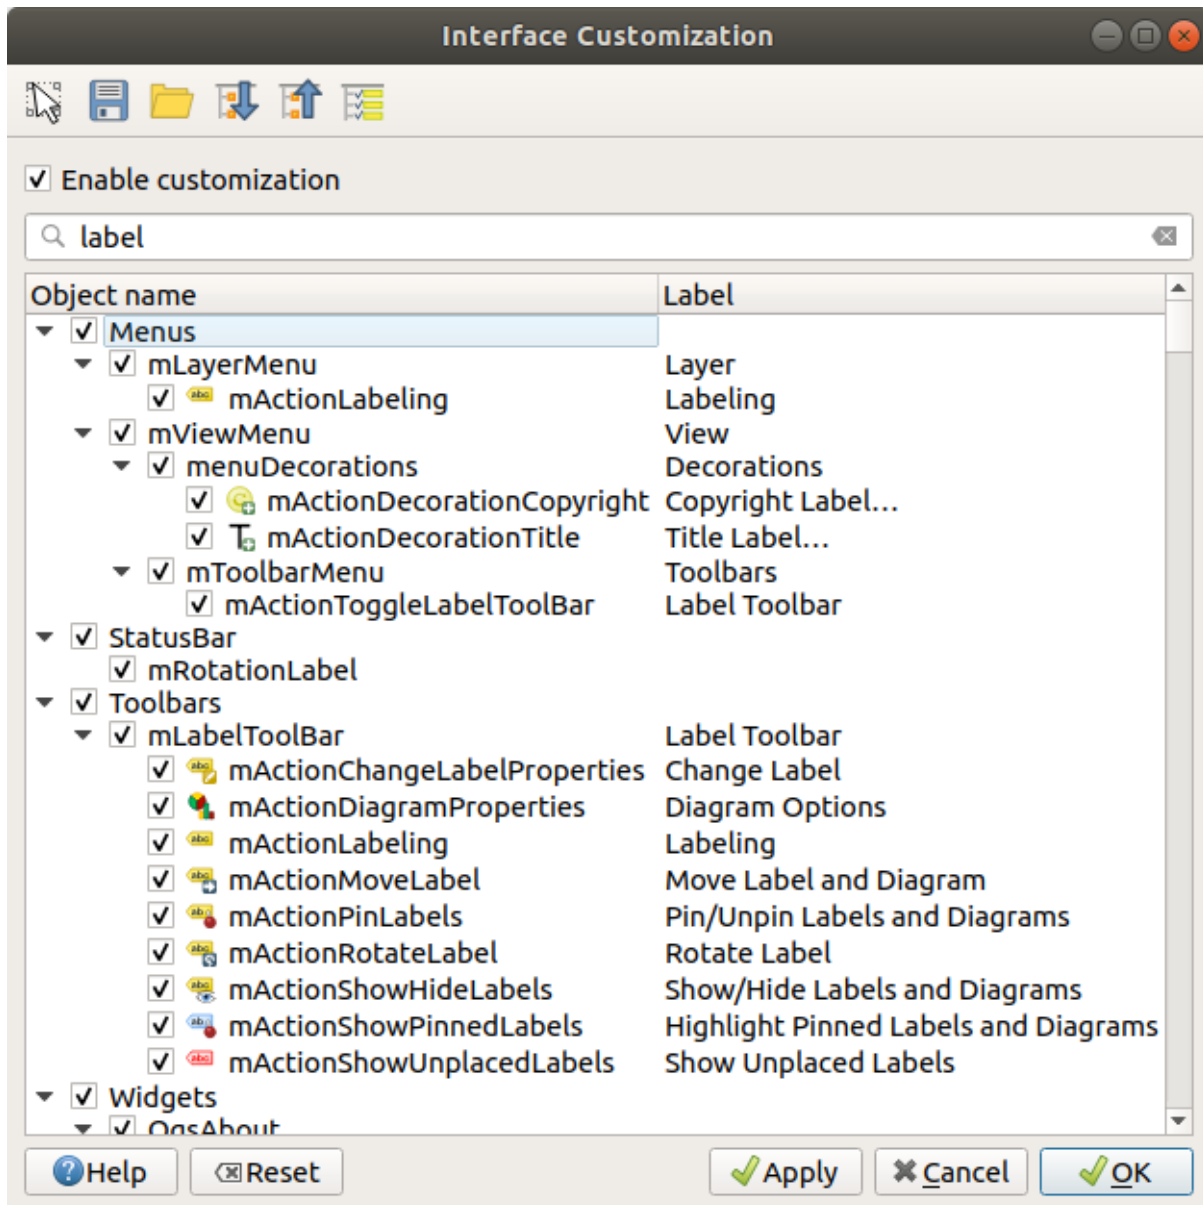 Interface Customization
Enable customization
label
Object name Label
Menus
mLayerMenu Layer
mActionLabeling Labeling
mViewMenu View
menuDecorations Decorations
mActionDecorationCopyright Copyright Label...
mActionDecorationTitle Title Label...
mToolbarMenu Toolbars
mActionToggleLabelToolBar Label Toolbar
StatusBar
mRotationLabel
Toolbars
mLabelToolBar Label Toolbar
mActionChangeLabelProperties Change Label
mActionDiagramProperties Diagram Options
mActionLabeling Labeling
mActionMoveLabel Move Label and Diagram
mActionPinLabels Pin/Unpin Labels and Diagrams
mActionRotateLabel Rotate Label
mActionShowHideLabels Show/Hide Labels and Diagrams
mActionShowPinnedLabels Highlight Pinned Labels and Diagrams
mActionShowUnplacedLabels Show Unplaced Labels
Widgets
QgsAbout
Help Reset Apply Cancel OK